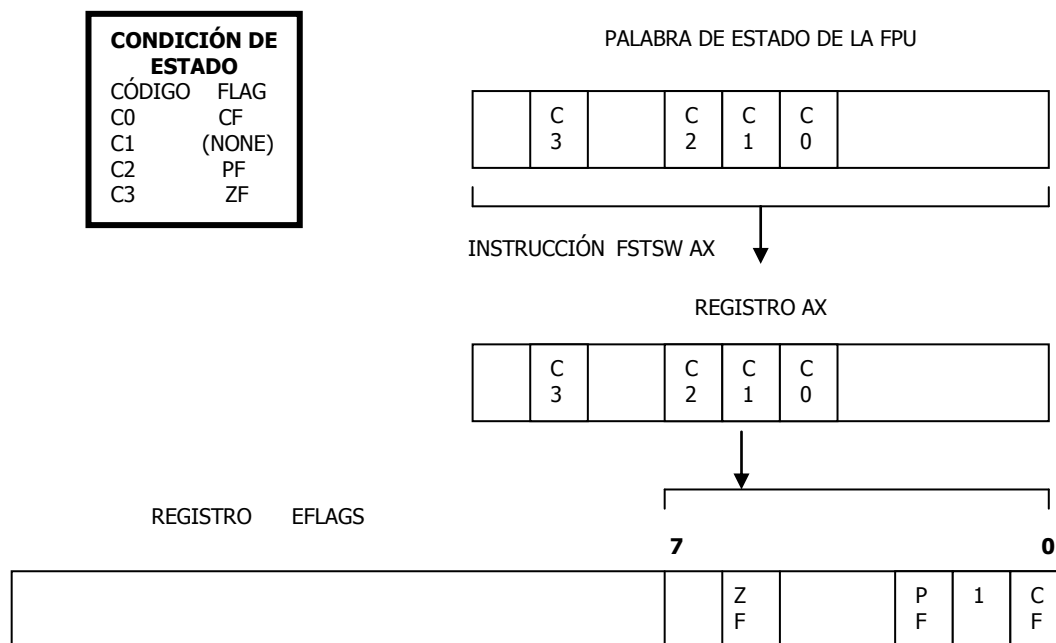 CONDICIÓN DE
ESTADO
CÓDIGO FLAG
C0 CF
C1 (NONE)
C2 PF
C3 ZF
PALABRA DE ESTADO DE LA FPU
C C C C
3 2 1 0
INSTRUCCIÓN FSTSW AX
REGISTRO AX
C C C C
3 2 1 0
REGISTRO EFLAGS
7 0
Z P 1 C
F F F